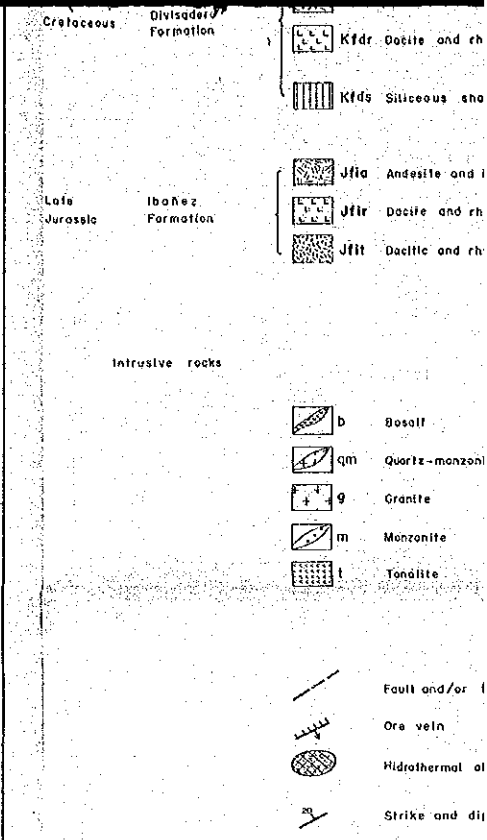 Cretaceous Divisadero Formation
Kfdr Dacite and rh
Kfds Siliceous sha
Jfia Andesite and i
Late Jurassic Ibañez Formation
Jfir Dacite and rh
Jfit Dacitic and rhy
Intrusive rocks
b Basalt
qm Quartz-monzoni
g Granite
m Monzonite
t Tonalite
Fault and/or f
Ore vein
Hidrothermal al
20
Strike and dip